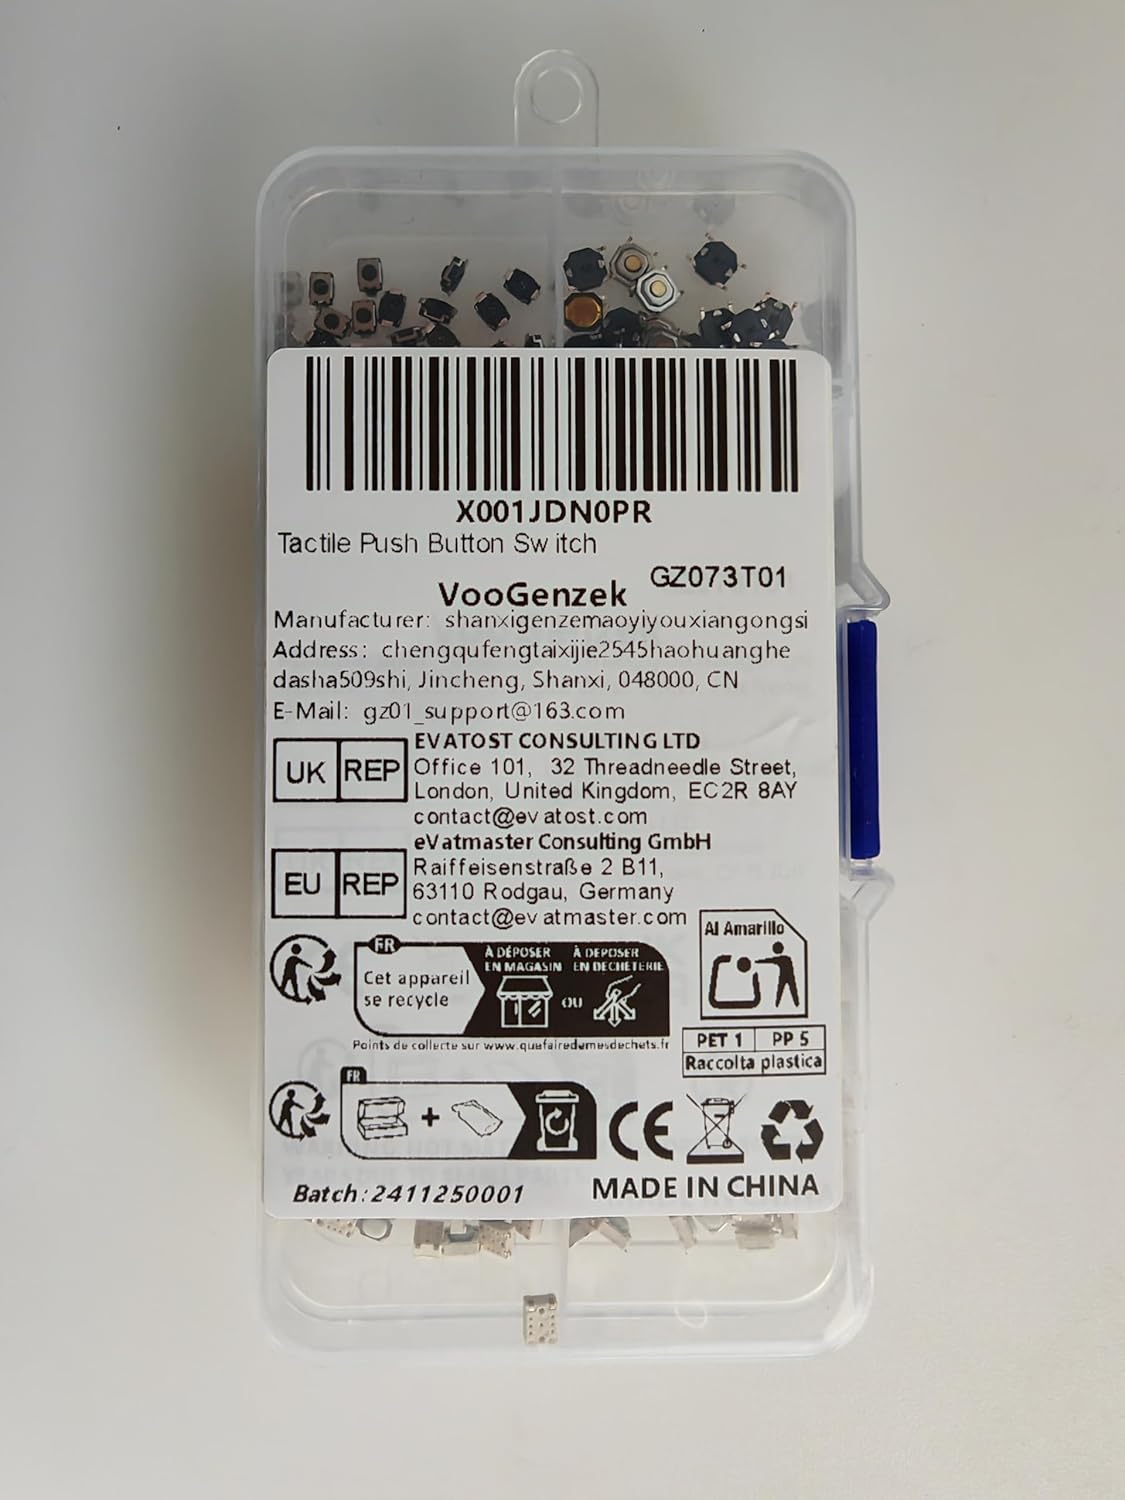 X001JDN0PR
Tactile Push Button Switch
GZ073T01
VooGenzek
Manufacturer: shanxigenzemaoyiyouxiangongsi
Address: chengqufengtaixijie2545haohuanghe
dasha509shi, Jincheng, Shanxi, 048000, CN
E-Mail: gz01_support@163.com
UK REP
EVATOST CONSULTING LTD
Office 101, 32 Threadneedle Street,
London, United Kingdom, EC2R 8AY
contact@evatost.com
EU REP
eVatmaster Consulting GmbH
Raiffeisenstraße 2 B11,
63110 Rodgau, Germany
contact@evatmaster.com
FR
Cet appareil
se recycle
À DÉPOSER
EN MAGASIN
OU
À DÉPOSER
EN DÉCHÈTERIE
Points de collecte sur www.quefairedemesdechets.fr
Al Amarillo
PET 1 PP 5
Raccolta plastica
FR
+
CE
Batch:2411250001
MADE IN CHINA